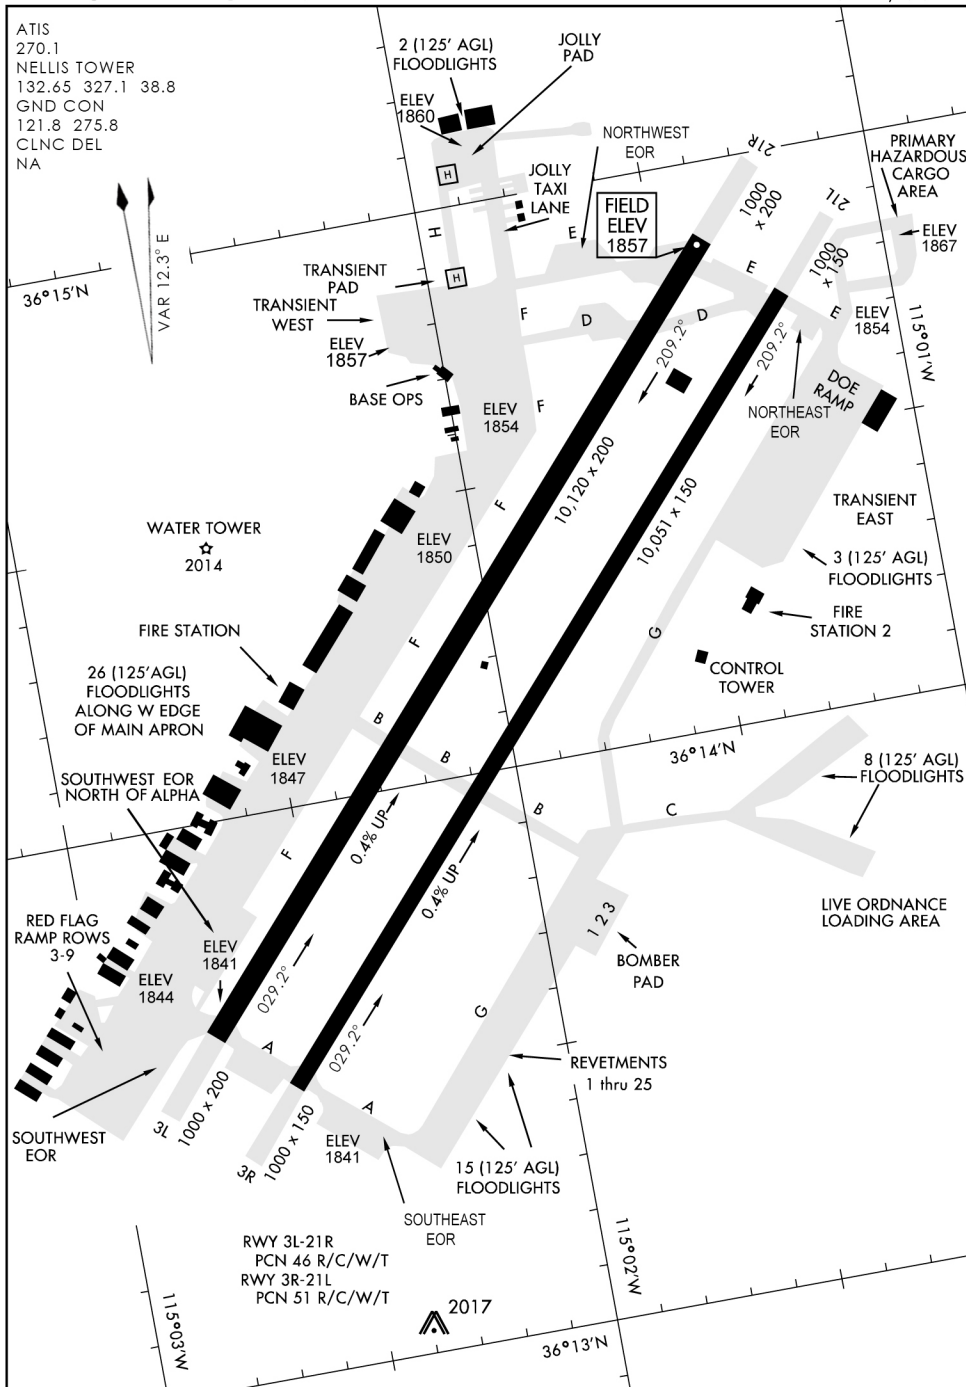 ATIS
270.1
NELLIS TOWER
132.65 327.1 38.8
GND CON
121.8 275.8
CLNC DEL
NA
VAR 12.3° E
36°15'N
2 (125' AGL)
FLOODLIGHTS
JOLLY
PAD
ELEV
1860
NORTHWEST
EOR
JOLLY
TAXI
LANE
H
H
H
FIELD
ELEV
1857
E
21R
1000
x 200
21L
1000
x 150
PRIMARY
HAZARDOUS
CARGO
AREA
ELEV
1867
TRANSIENT
PAD
TRANSIENT
WEST
ELEV
1857
BASE OPS
F
D
D
E
E
ELEV
1854
115°01'W
209.2°
209.2°
DOE
RAMP
NORTHEAST
EOR
ELEV
1854
F
F
10,120 x 200
10,051 x 150
TRANSIENT
EAST
3 (125' AGL)
FLOODLIGHTS
WATER TOWER
2014
ELEV
1850
FIRE
STATION 2
FIRE STATION
F
G
CONTROL
TOWER
26 (125'AGL)
FLOODLIGHTS
ALONG W EDGE
OF MAIN APRON
B
B
B
36°14'N
8 (125' AGL)
FLOODLIGHTS
ELEV
1847
SOUTHWEST EOR
NORTH OF ALPHA
C
F
0.4% UP
0.4% UP
LIVE ORDNANCE
LOADING AREA
RED FLAG
RAMP ROWS
3-9
ELEV
1841
ELEV
1844
1 2 3
BOMBER
PAD
029.2°
029.2°
G
A
A
REVETMENTS
1 thru 25
SOUTHWEST
EOR
3L
1000 x 200
3R
1000 x 150
ELEV
1841
15 (125' AGL)
FLOODLIGHTS
SOUTHEAST
EOR
RWY 3L-21R
PCN 46 R/C/W/T
RWY 3R-21L
PCN 51 R/C/W/T
115°02'W
115°03'W
2017
36°13'N